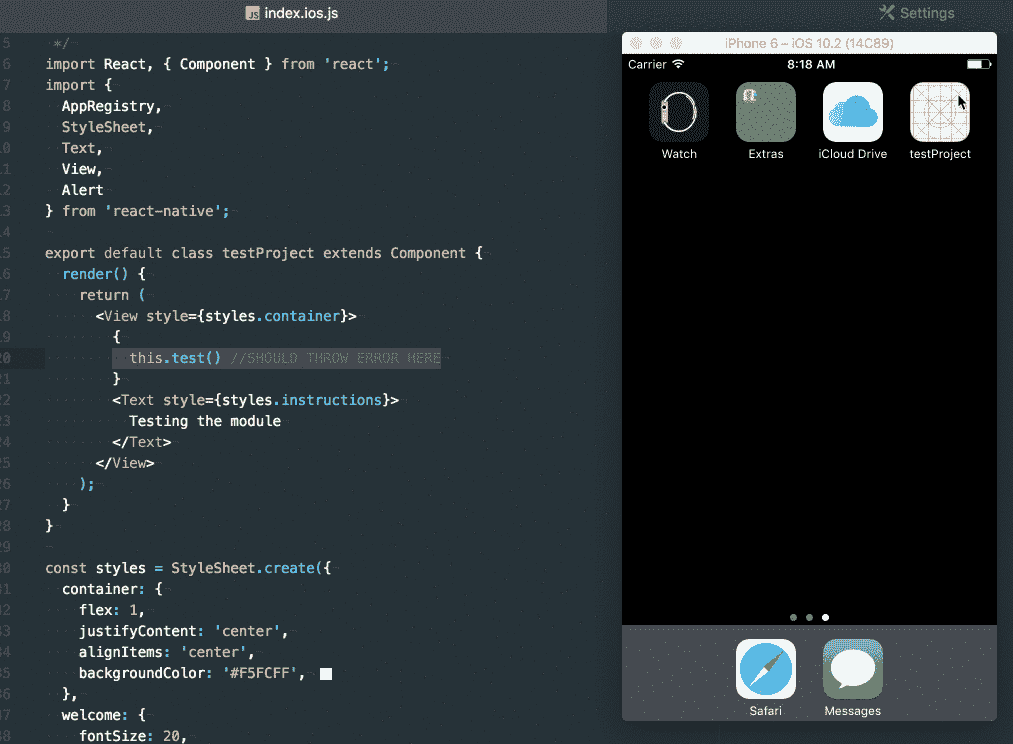 index.ios.js
Settings
5 */
6 import React, { Component } from 'react';
7 import {
8 AppRegistry,
9 StyleSheet,
10 Text,
11 View,
12 Alert
13 } from 'react-native';
14
15 export default class testProject extends Component {
16 render() {
17 return (
18 <View style={styles.container}>
19 {
20 this.test() //SHOULD THROW ERROR HERE
21 }
22 <Text style={styles.instructions}>
23 Testing the module
24 </Text>
25 </View>
26 );
27 }
28 }
29
30 const styles = StyleSheet.create({
31 container: {
32 flex: 1,
33 justifyContent: 'center',
34 alignItems: 'center',
35 backgroundColor: '#F5FCFF',
36 },
37 welcome: {
38 fontSize: 20,
iPhone 6 – iOS 10.2 (14C89)
Carrier 8:18 AM
Watch Extras iCloud Drive testProject
Safari Messages